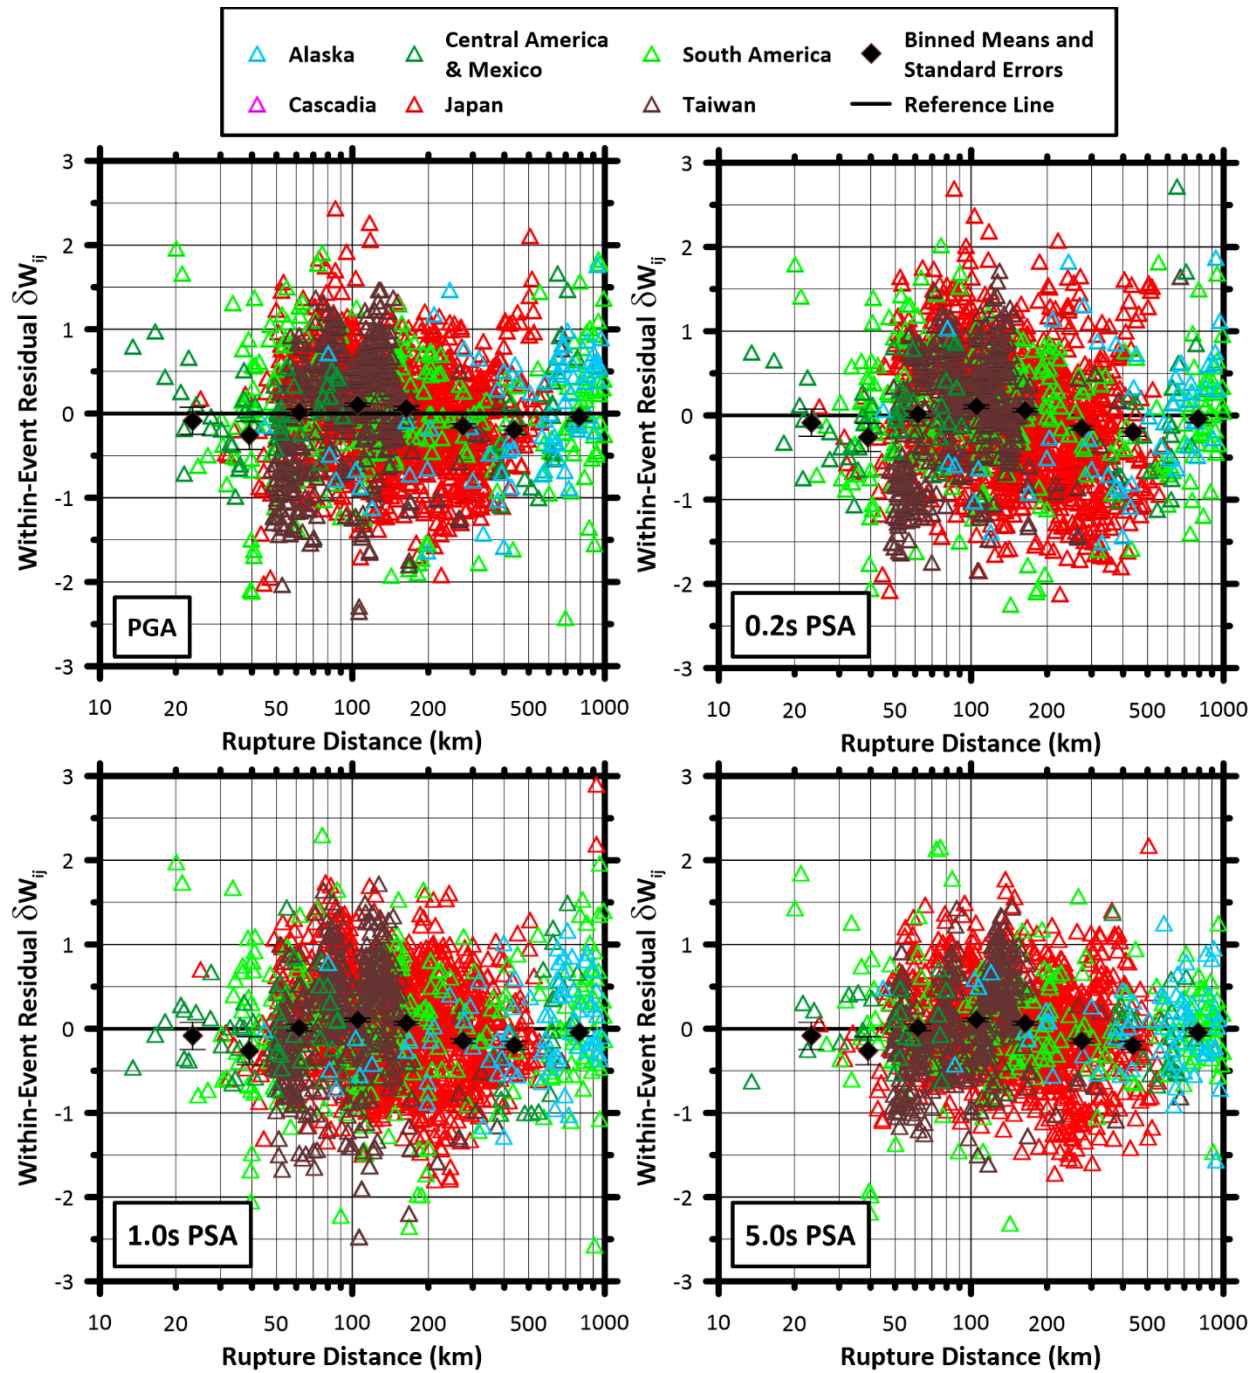 Alaska
Central America
& Mexico
South America
Binned Means and
Standard Errors
Cascadia
Japan
Taiwan
Reference Line
3
2
1
0
-1
-2
-3
Within-Event Residual δW_ij
PGA
10 20 50 100 200 500 1000
Rupture Distance (km)
3
2
1
0
-1
-2
-3
Within-Event Residual δW_ij
0.2s PSA
10 20 50 100 200 500 1000
Rupture Distance (km)
3
2
1
0
-1
-2
-3
Within-Event Residual δW_ij
1.0s PSA
10 20 50 100 200 500 1000
Rupture Distance (km)
3
2
1
0
-1
-2
-3
Within-Event Residual δW_ij
5.0s PSA
10 20 50 100 200 500 1000
Rupture Distance (km)